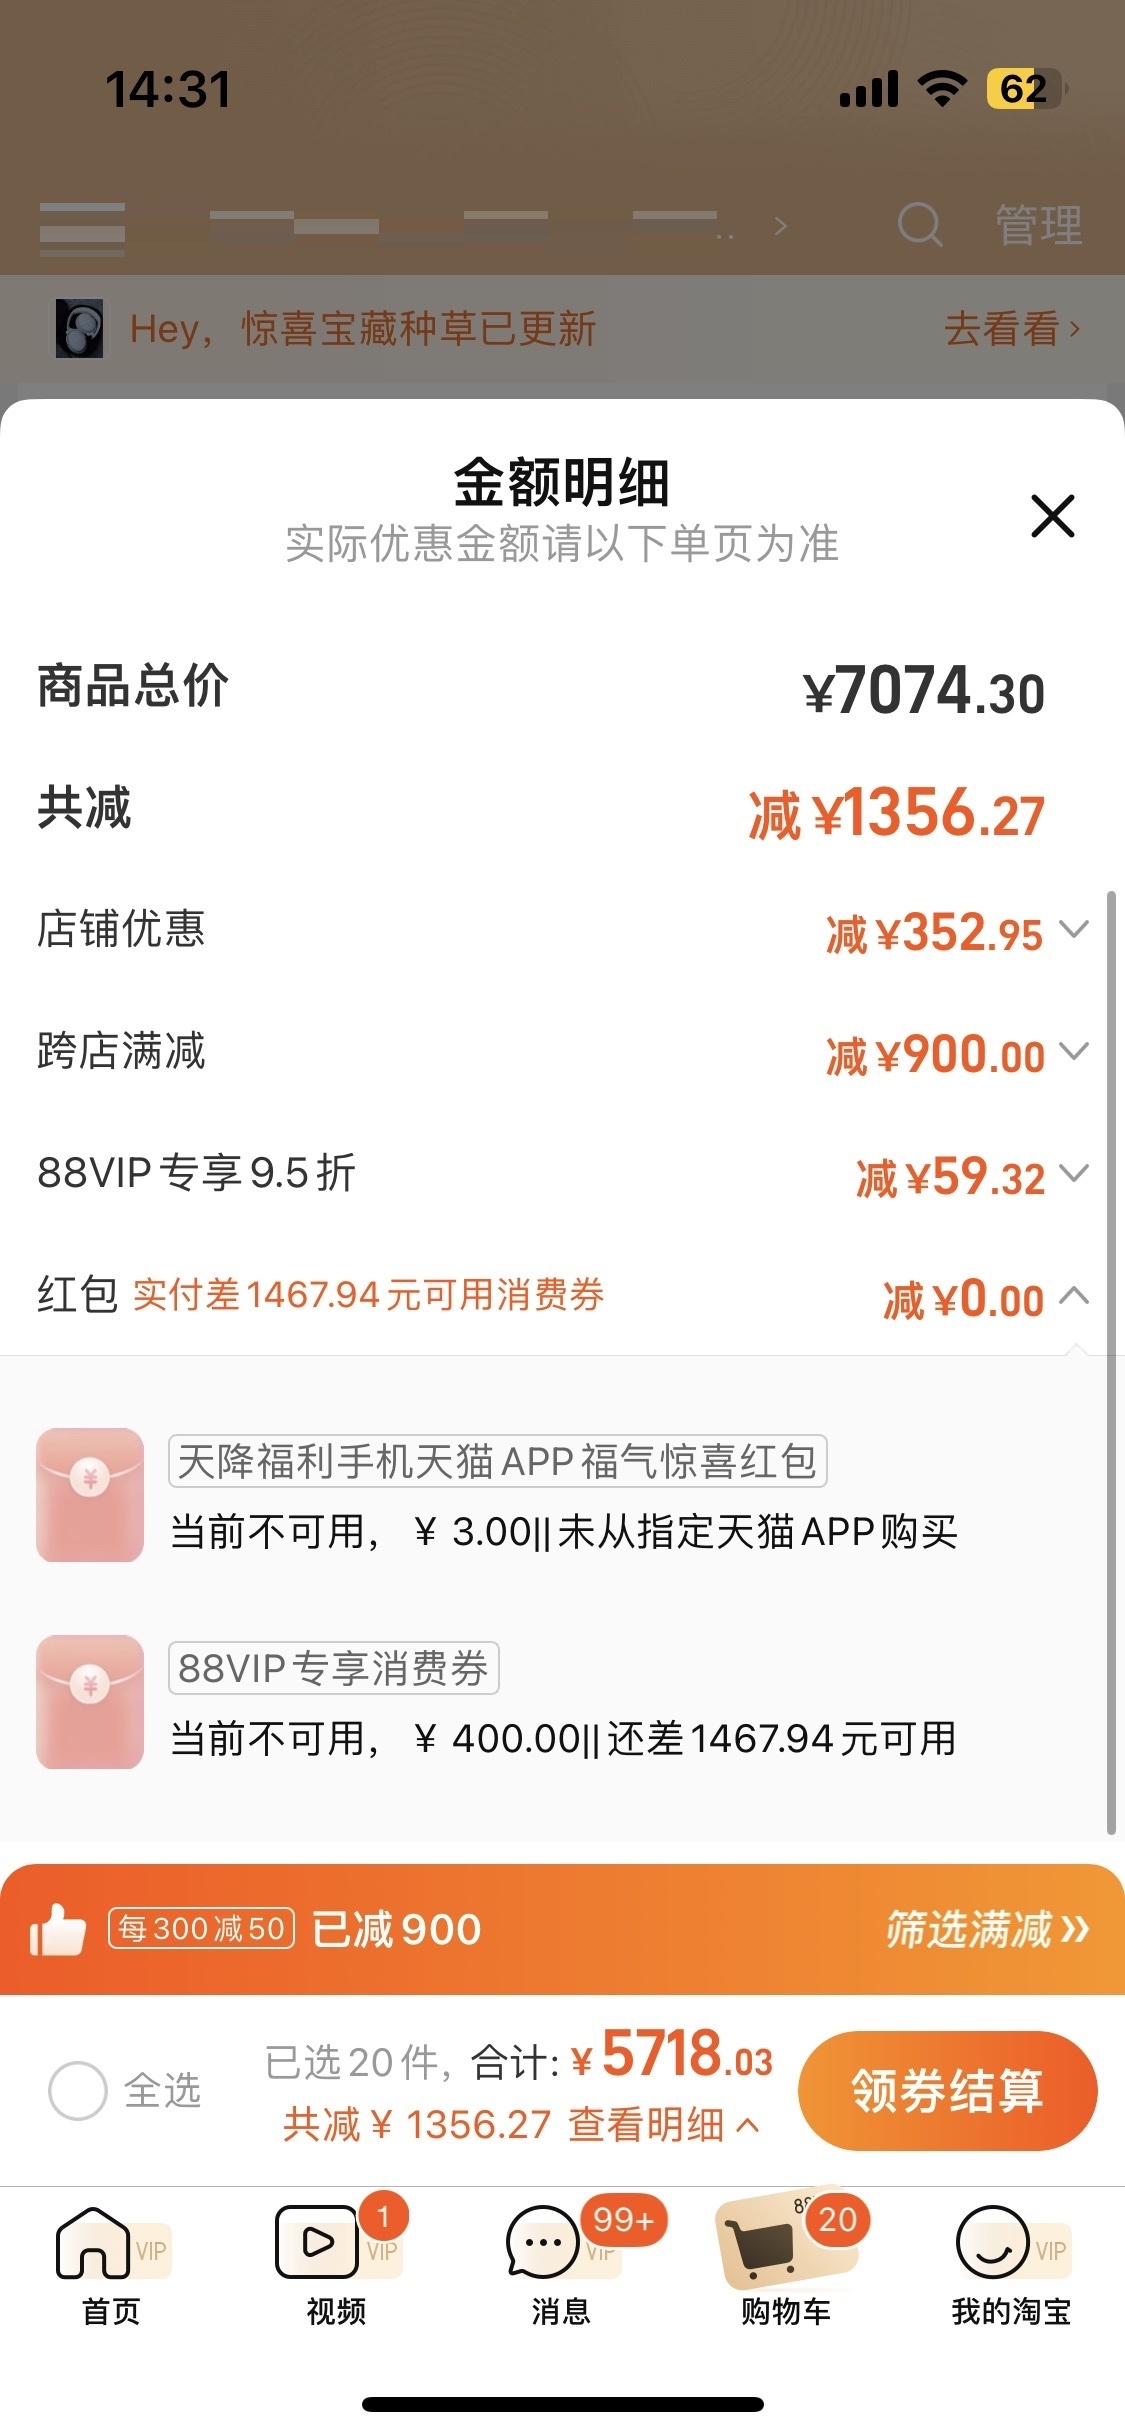 14:31
62
管理
Hey，惊喜宝藏种草已更新
去看看 ›
金额明细
实际优惠金额请以下单页为准
商品总价
¥7074.30
共减
减 ¥1356.27
店铺优惠
减 ¥352.95
跨店满减
减 ¥900.00
88VIP专享9.5折
减 ¥59.32
红包 实付差1467.94元可用消费券
减 ¥0.00
天降福利手机天猫APP福气惊喜红包
当前不可用，￥ 3.00||未从指定天猫APP购买
88VIP专享消费券
当前不可用，￥ 400.00||还差1467.94元可用
每300减50 已减900
筛选满减
全选
已选20件，合计: ¥ 5718.03
共减￥ 1356.27 查看明细
领券结算
VIP
1
VIP
99+
VIP
20
VIP
首页
视频
消息
购物车
我的淘宝